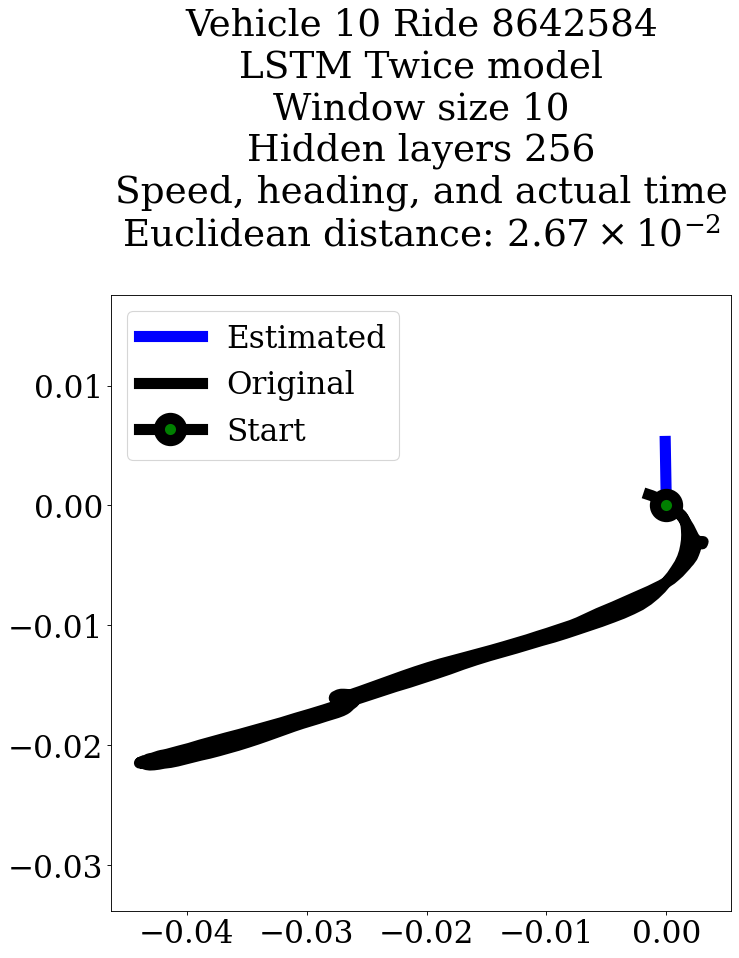 Vehicle 10 Ride 8642584
LSTM Twice model
Window size 10
Hidden layers 256
Speed, heading, and actual time
Euclidean distance: 2.67 × 10⁻²
Estimated
Original
Start
0.01
0.00
−0.01
−0.02
−0.03
−0.04 −0.03 −0.02 −0.01 0.00